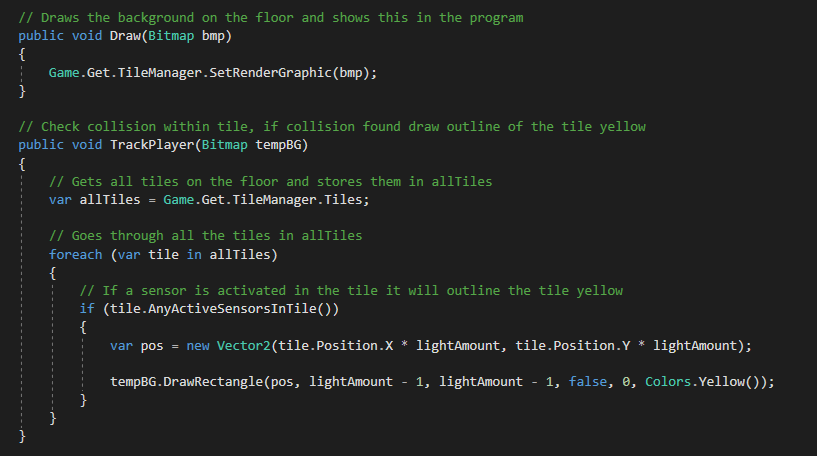 // Draws the background on the floor and shows this in the program
public void Draw(Bitmap bmp)
{
    Game.Get.TileManager.SetRenderGraphic(bmp);
}

// Check collision within tile, if collision found draw outline of the tile yellow
public void TrackPlayer(Bitmap tempBG)
{
    // Gets all tiles on the floor and stores them in allTiles
    var allTiles = Game.Get.TileManager.Tiles;

    // Goes through all the tiles in allTiles
    foreach (var tile in allTiles)
    {
        // If a sensor is activated in the tile it will outline the tile yellow
        if (tile.AnyActiveSensorsInTile())
        {
            var pos = new Vector2(tile.Position.X * lightAmount, tile.Position.Y * lightAmount);

            tempBG.DrawRectangle(pos, lightAmount - 1, lightAmount - 1, false, 0, Colors.Yellow());
        }
    }
}